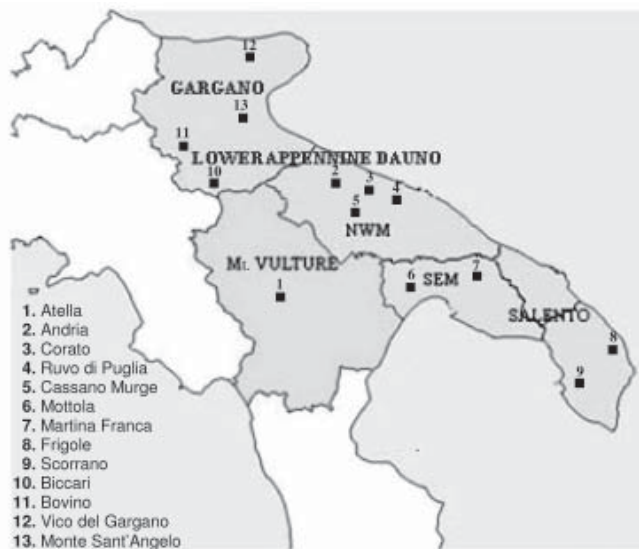 12
GARGANO
13
11
LOWER APPENNINE DAUNO
10
2
3
4
5
NWM
Mt. VULTURE
1
6
SEM
7
SALENTO
8
9
1. Atella
2. Andria
3. Corato
4. Ruvo di Puglia
5. Cassano Murge
6. Mottola
7. Martina Franca
8. Frigole
9. Scorrano
10. Biccari
11. Bovino
12. Vico del Gargano
13. Monte Sant'Angelo